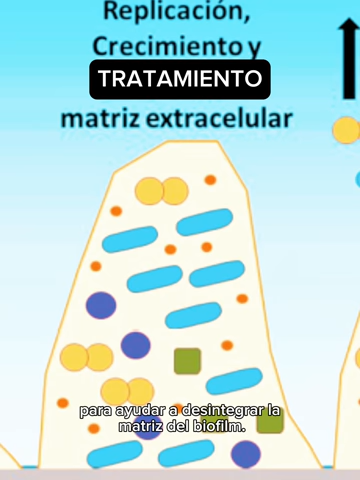 Replicación,
Crecimiento y
TRATAMIENTO
matriz extracelular
para ayudar a desintegrar la
matriz del biofilm.